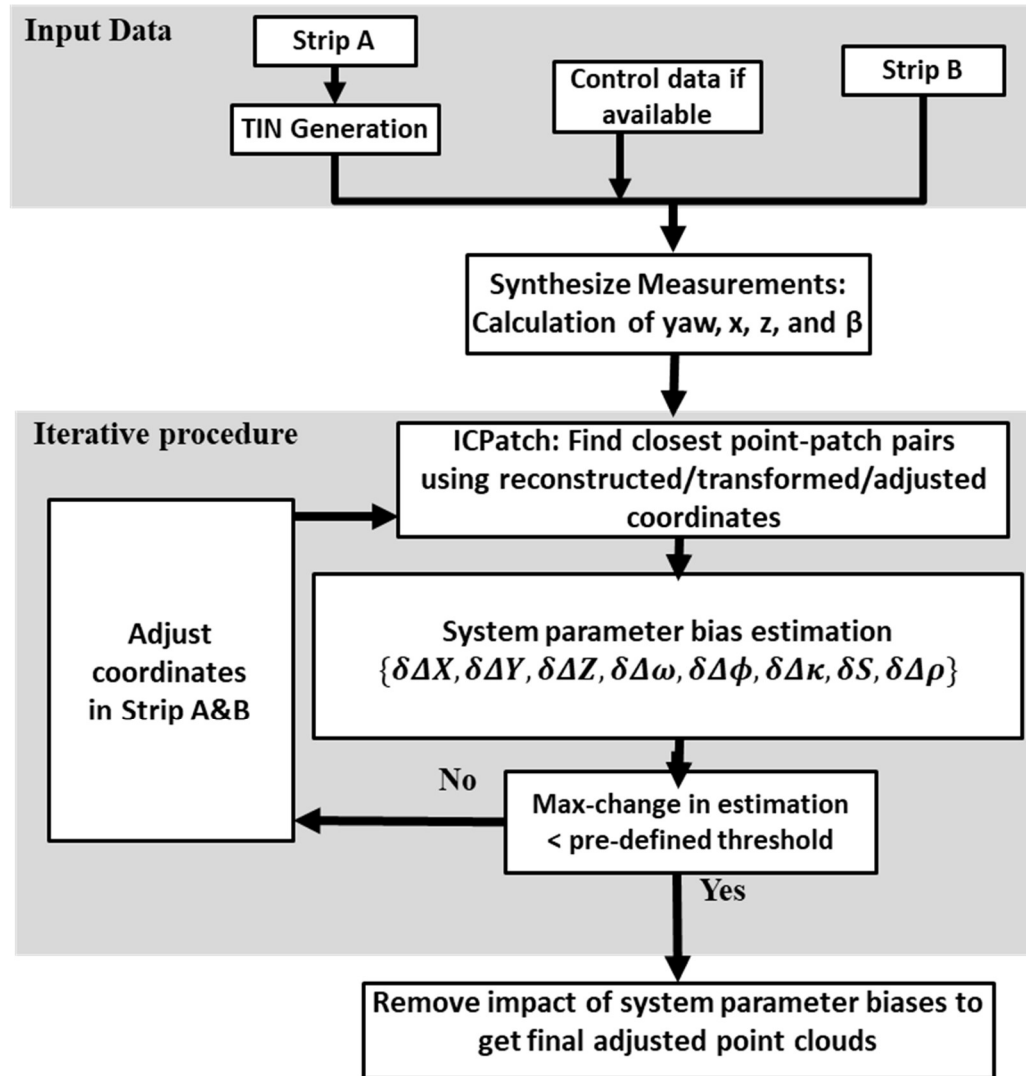 Input Data
Strip A
TIN Generation
Control data if
available
Strip B
Synthesize Measurements:
Calculation of yaw, x, z, and β
Iterative procedure
ICPatch: Find closest point-patch pairs
using reconstructed/transformed/adjusted
coordinates
System parameter bias estimation
{δΔX, δΔY, δΔZ, δΔω, δΔϕ, δΔκ, δS, δΔρ}
Adjust
coordinates
in Strip A&B
No
Max-change in estimation
< pre-defined threshold
Yes
Remove impact of system parameter biases to
get final adjusted point clouds